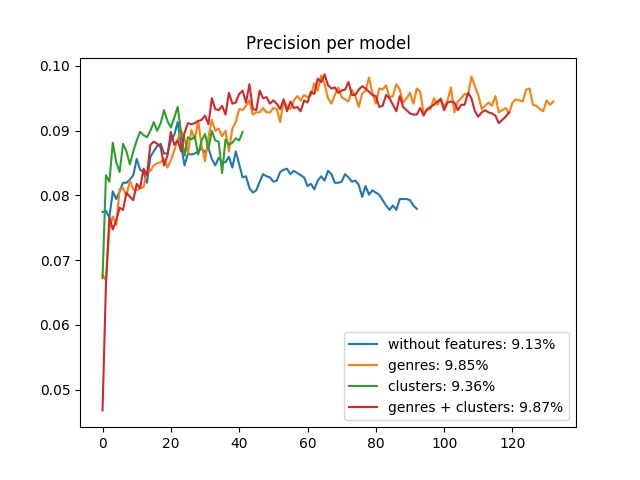 Precision per model
0.10
0.09
0.08
0.07
0.06
0.05
0 20 40 60 80 100 120
without features: 9.13%
genres: 9.85%
clusters: 9.36%
genres + clusters: 9.87%